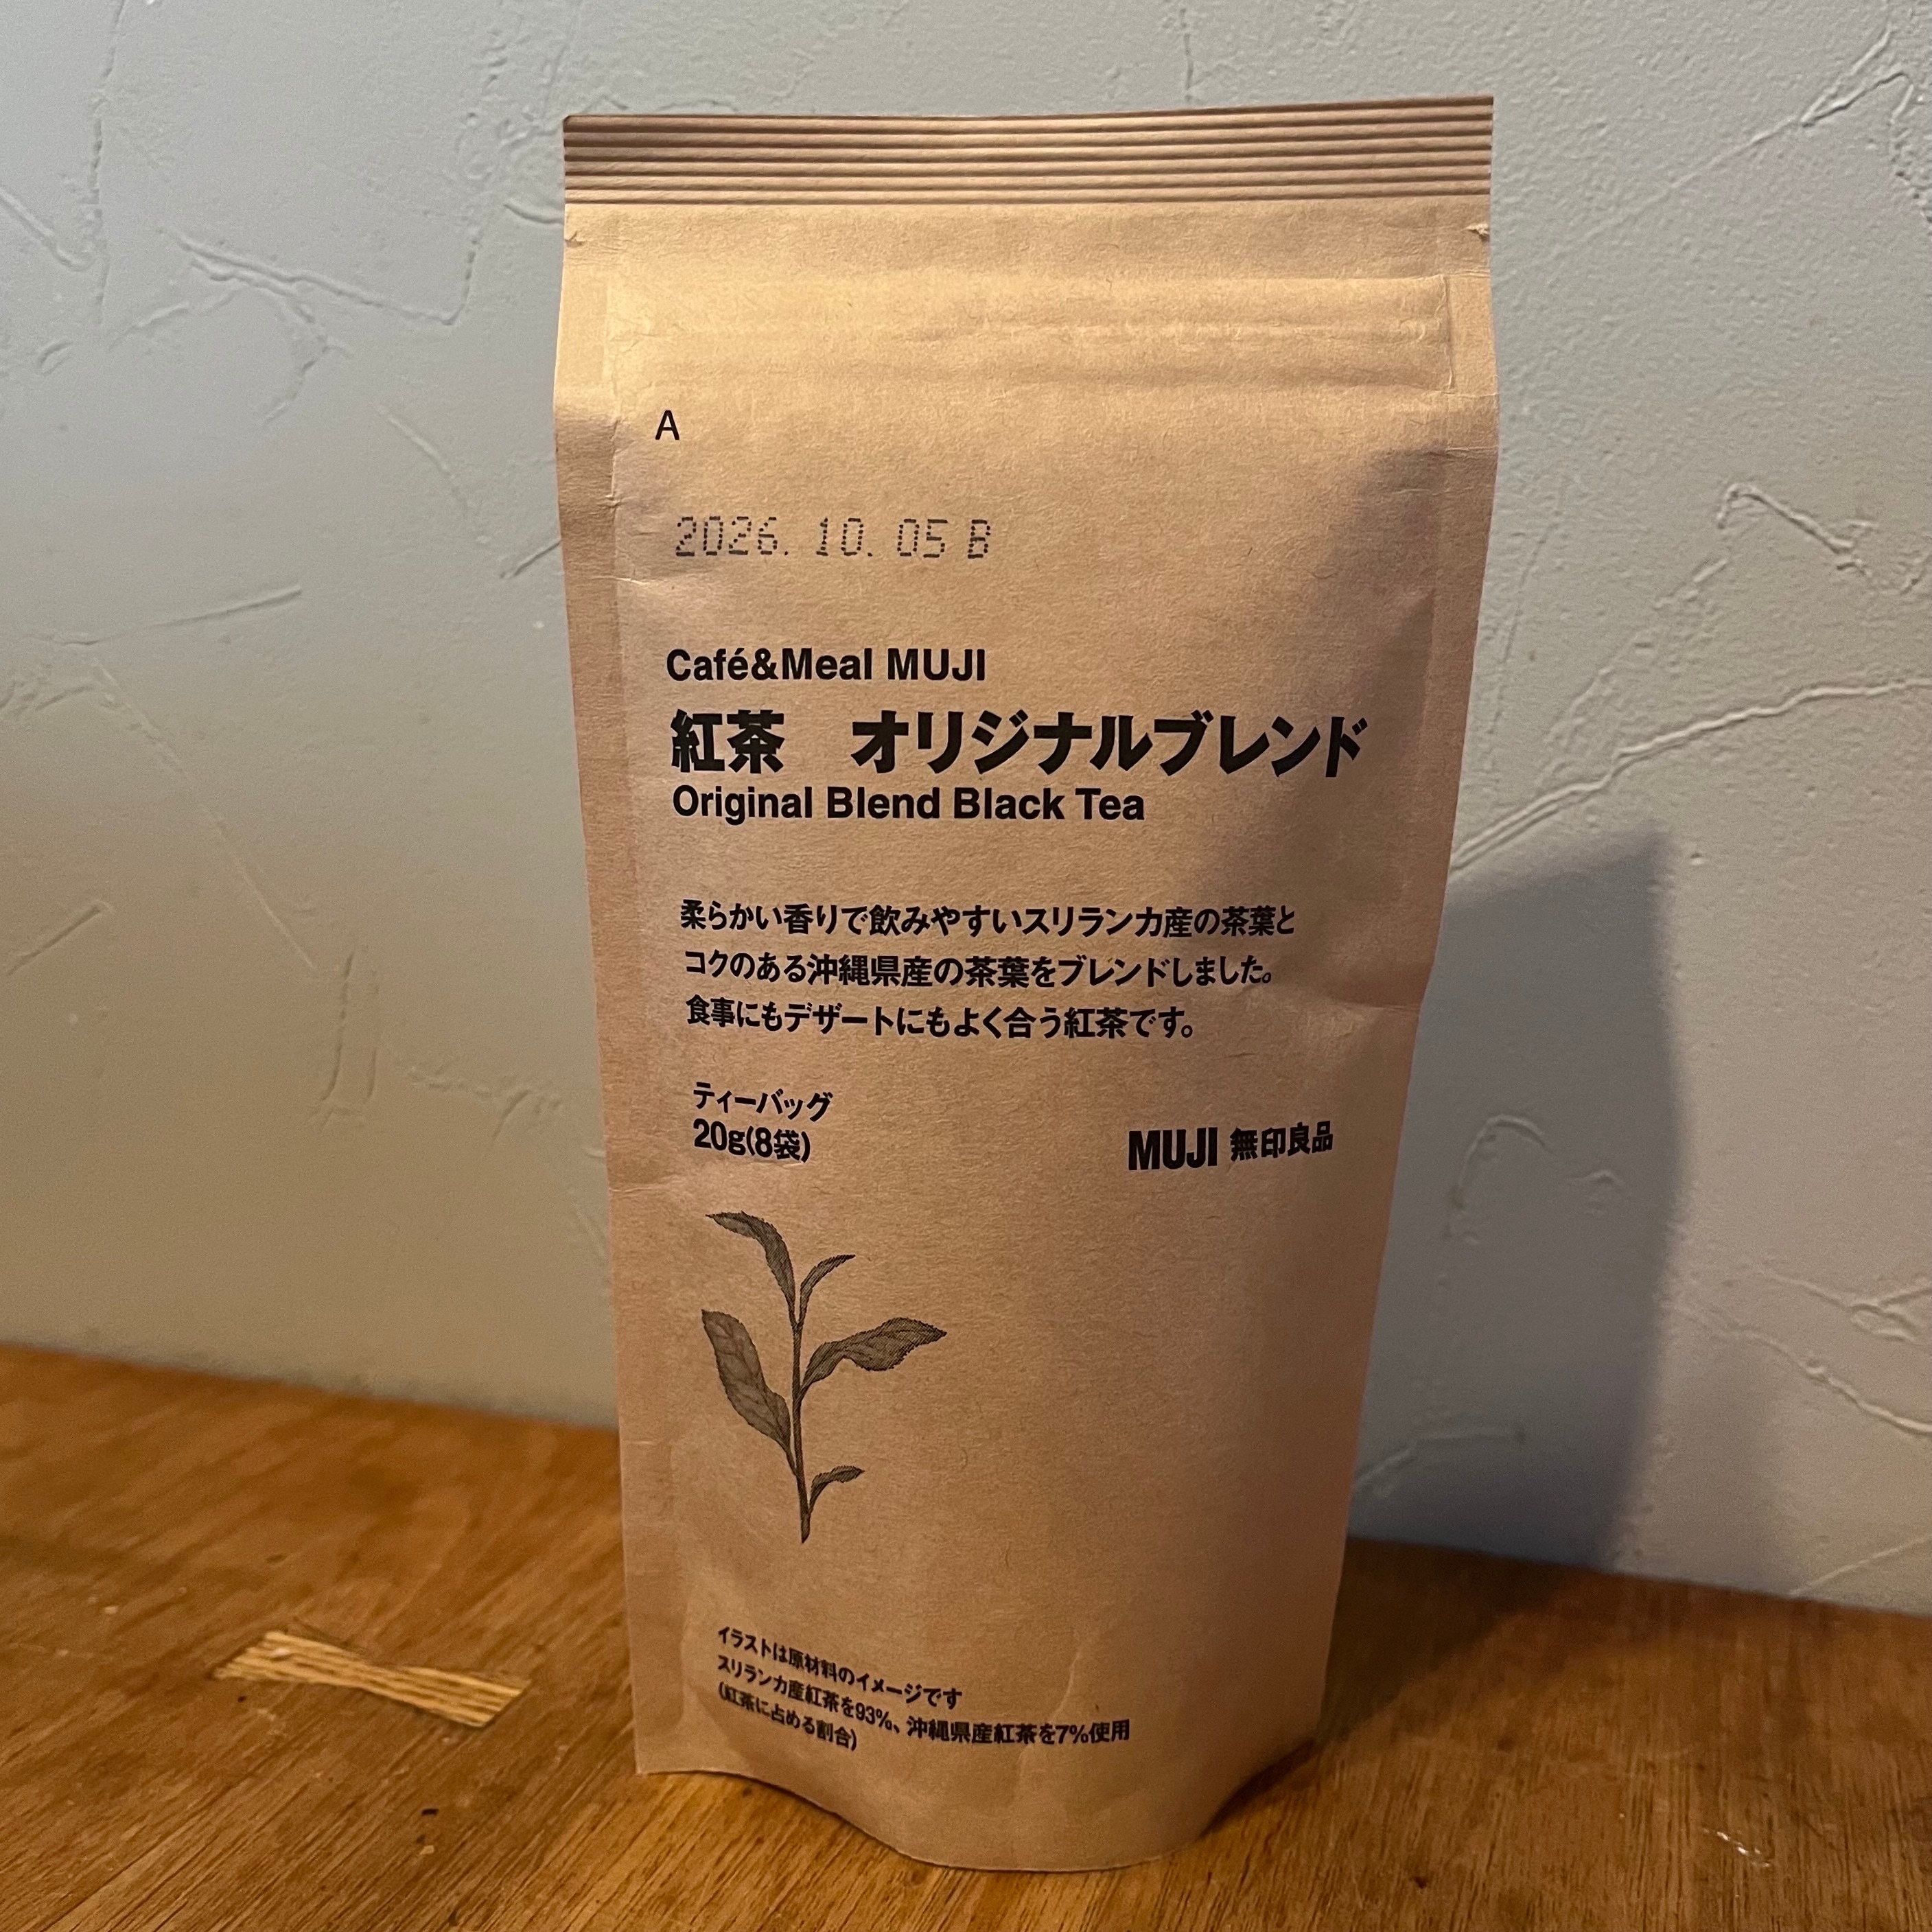 A
2026. 10. 05 B
Café&Meal MUJI
紅茶　オリジナルブレンド
Original Blend Black Tea
柔らかい香りで飲みやすいスリランカ産の茶葉と
コクのある沖縄県産の茶葉をブレンドしました。
食事にもデザートにもよく合う紅茶です。
ティーバッグ
20g(8袋)
MUJI 無印良品
イラストは原材料のイメージです
スリランカ産紅茶を93%、沖縄県産紅茶を7%使用
(紅茶に占める割合)